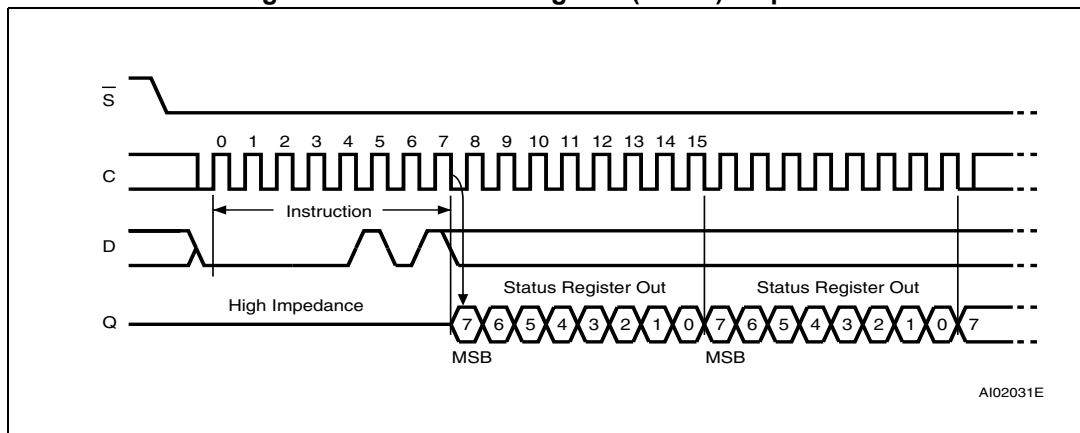 S
0 1 2 3 4 5 6 7 8 9 10 11 12 13 14 15
C
Instruction
D
High Impedance
Status Register Out
Status Register Out
Q
7 6 5 4 3 2 1 0 7 6 5 4 3 2 1 0 7
MSB
MSB
AI02031E